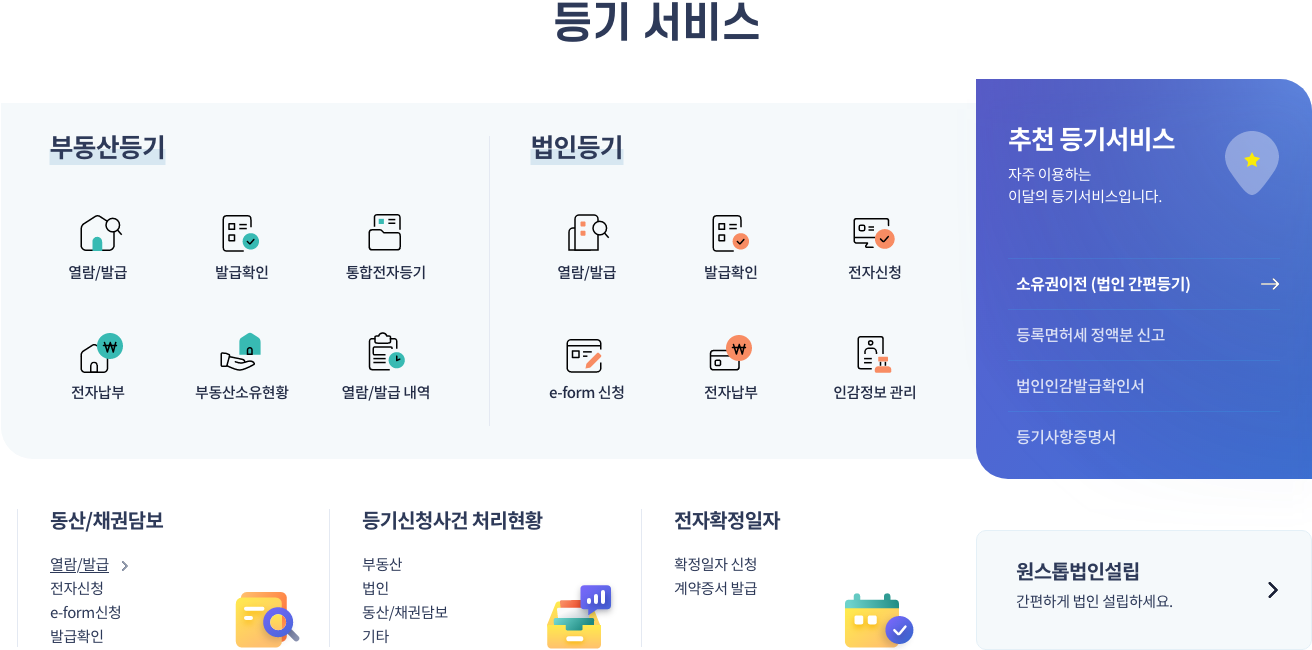 등기 서비스
부동산등기
열람/발급
발급확인
통합전자등기
전자납부
부동산소유현황
열람/발급 내역
법인등기
열람/발급
발급확인
전자신청
e-form 신청
전자납부
인감정보 관리
추천 등기서비스
자주 이용하는
이달의 등기서비스입니다.
소유권이전 (법인 간편등기)
등록면허세 정액분 신고
법인인감발급확인서
등기사항증명서
동산/채권담보
열람/발급
전자신청
e-form신청
발급확인
등기신청사건 처리현황
부동산
법인
동산/채권담보
기타
전자확정일자
확정일자 신청
계약증서 발급
원스톱법인설립
간편하게 법인 설립하세요.